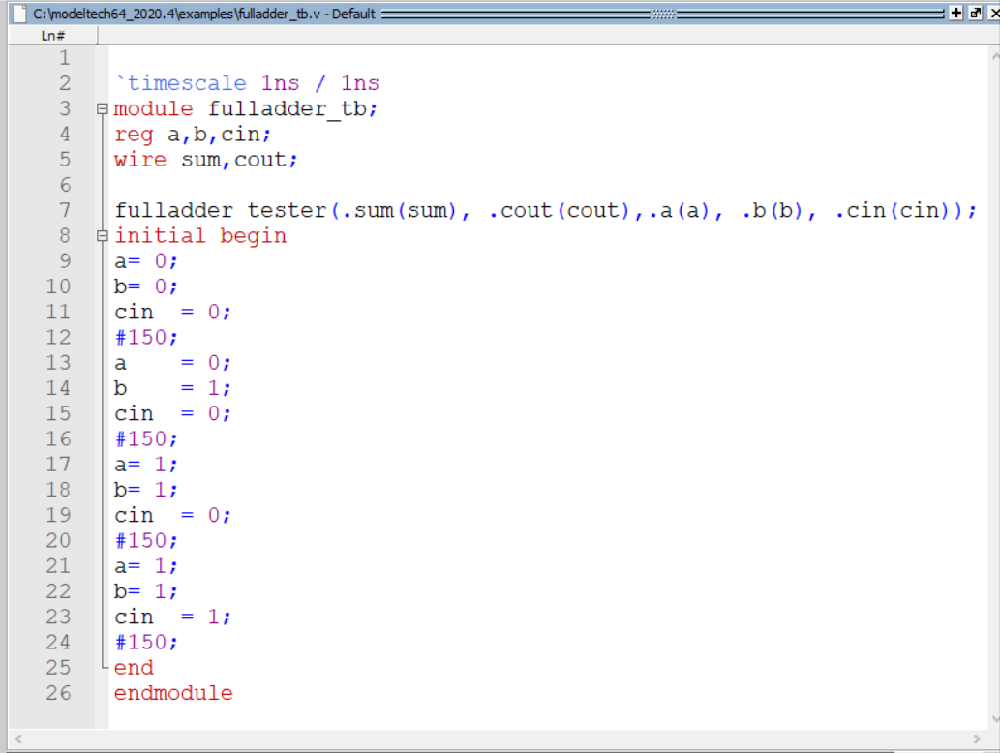 C:\modeltech64_2020.4\examples\fulladder_tb.v - Default
Ln#
1
2 `timescale 1ns / 1ns
3 module fulladder_tb;
4 reg a,b,cin;
5 wire sum,cout;
6
7 fulladder tester(.sum(sum), .cout(cout),.a(a), .b(b), .cin(cin));
8 initial begin
9 a= 0;
10 b= 0;
11 cin  = 0;
12 #150;
13 a    = 0;
14 b    = 1;
15 cin  = 0;
16 #150;
17 a= 1;
18 b= 1;
19 cin  = 0;
20 #150;
21 a= 1;
22 b= 1;
23 cin  = 1;
24 #150;
25 end
26 endmodule